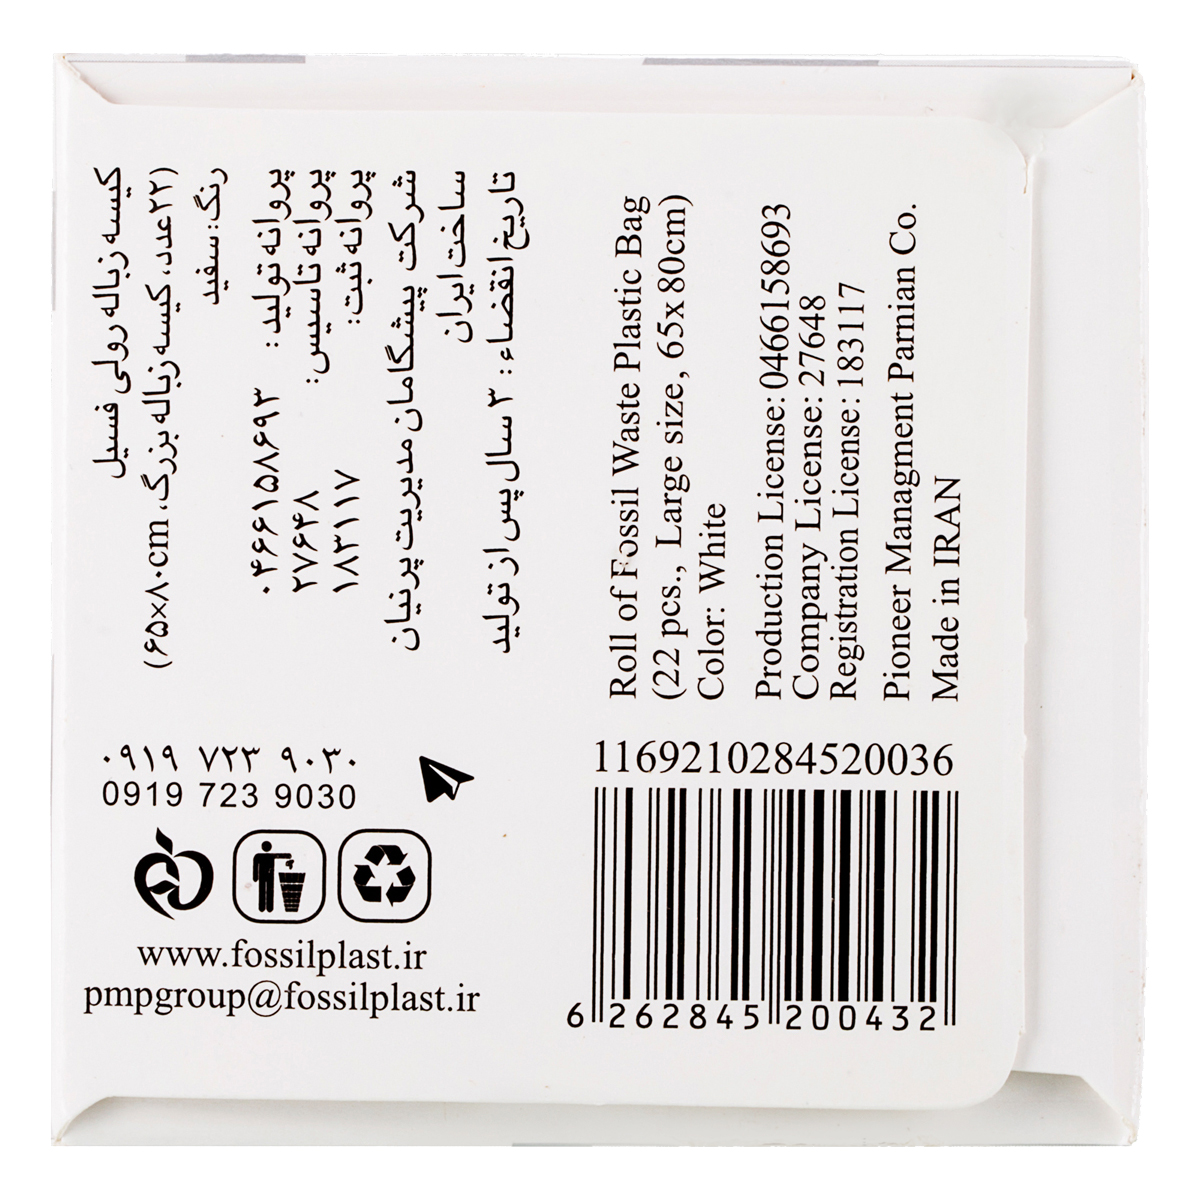 کیسه زباله رولی فسیل
(۲۲عدد، کیسه زباله بزرگ، ۶۵×۸۰cm)
رنگ: سفید
پروانه تولید: ۰۴۶۶۱۵۸۶۹۳
پروانه تاسیس: ۲۷۶۴۸
پروانه ثبت: ۱۸۳۱۱۷
شرکت پیشگامان مدیریت پرنیان
ساخت ایران
تاریخ انقضاء: ۳ سال پس از تولید
Roll of Fossil Waste Plastic Bag
(22 pcs., Large size, 65x80cm)
Color: White
Production License: 0466158693
Company License: 27648
Registration License: 183117
Pioneer Managment Parnian Co.
Made in IRAN
۰۹۱۹ ۷۲۳ ۹۰۳۰
0919 723 9030
www.fossilplast.ir
pmpgroup@fossilplast.ir
1169210284520036
6 262845 200432